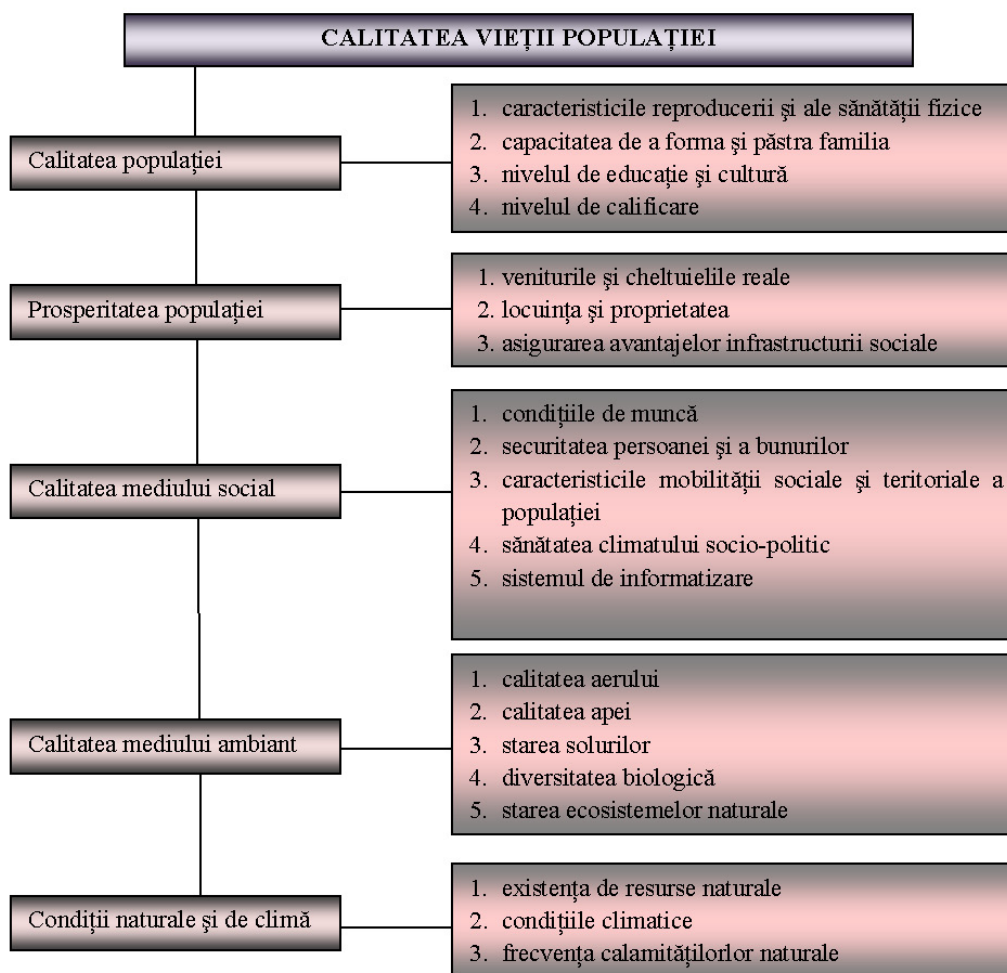 CALITATEA VIEȚII POPULAȚIEI
Calitatea populației
1. caracteristicile reproducerii şi ale sănătății fizice
2. capacitatea de a forma şi păstra familia
3. nivelul de educație şi cultură
4. nivelul de calificare
Prosperitatea populației
1. veniturile şi cheltuielile reale
2. locuința şi proprietatea
3. asigurarea avantajelor infrastructurii sociale
Calitatea mediului social
1. condițiile de muncă
2. securitatea persoanei şi a bunurilor
3. caracteristicile mobilității sociale şi teritoriale a
populației
4. sănătatea climatului socio-politic
5. sistemul de informatizare
Calitatea mediului ambiant
1. calitatea aerului
2. calitatea apei
3. starea solurilor
4. diversitatea biologică
5. starea ecosistemelor naturale
Condiții naturale şi de climă
1. existența de resurse naturale
2. condițiile climatice
3. frecvența calamităților​lor naturale